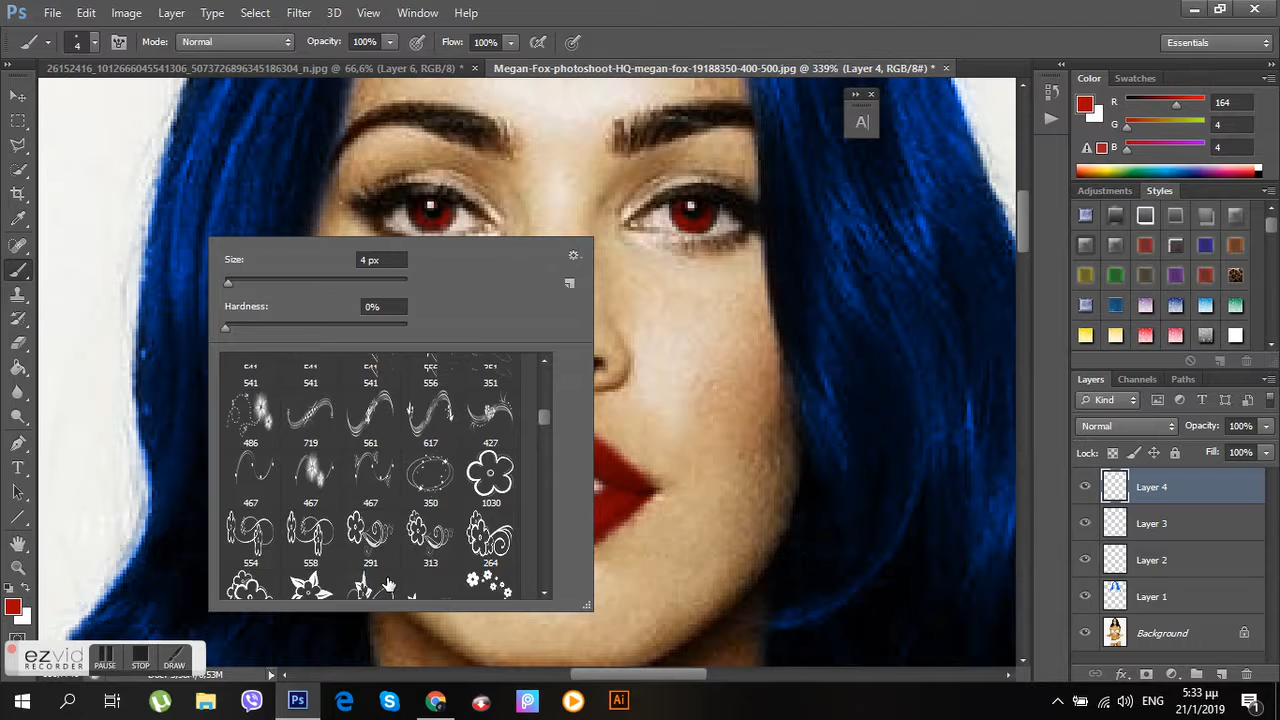 Ps File Edit Image Layer Type Select Filter 3D View Window Help
4 Mode: Normal Opacity: 100% Flow: 100% Essentials
26152416_1012666045541306_5073726896345186304_n.jpg @ 66,6% (Layer 6, RGB/8) * × Megan-Fox-photoshoot-HQ-megan-fox-19188350-400-500.jpg @ 339% (Layer 4, RGB/8#) * ×
Color Swatches
A|
R 164
G 4
B 4
Adjustments Styles
Size: 4 px
Hardness: 0%
541 541 541 556 351
486 719 561 617 427
467 467 467 350 1030
554 558 291 313 264
Layers Channels Paths
Kind
Normal Opacity: 100%
Lock: Fill: 100%
Layer 4
Layer 3
Layer 2
Layer 1
Background
ezvid
RECORDER
PAUSE STOP DRAW
Ai ENG
5:33 μμ
21/1/2019